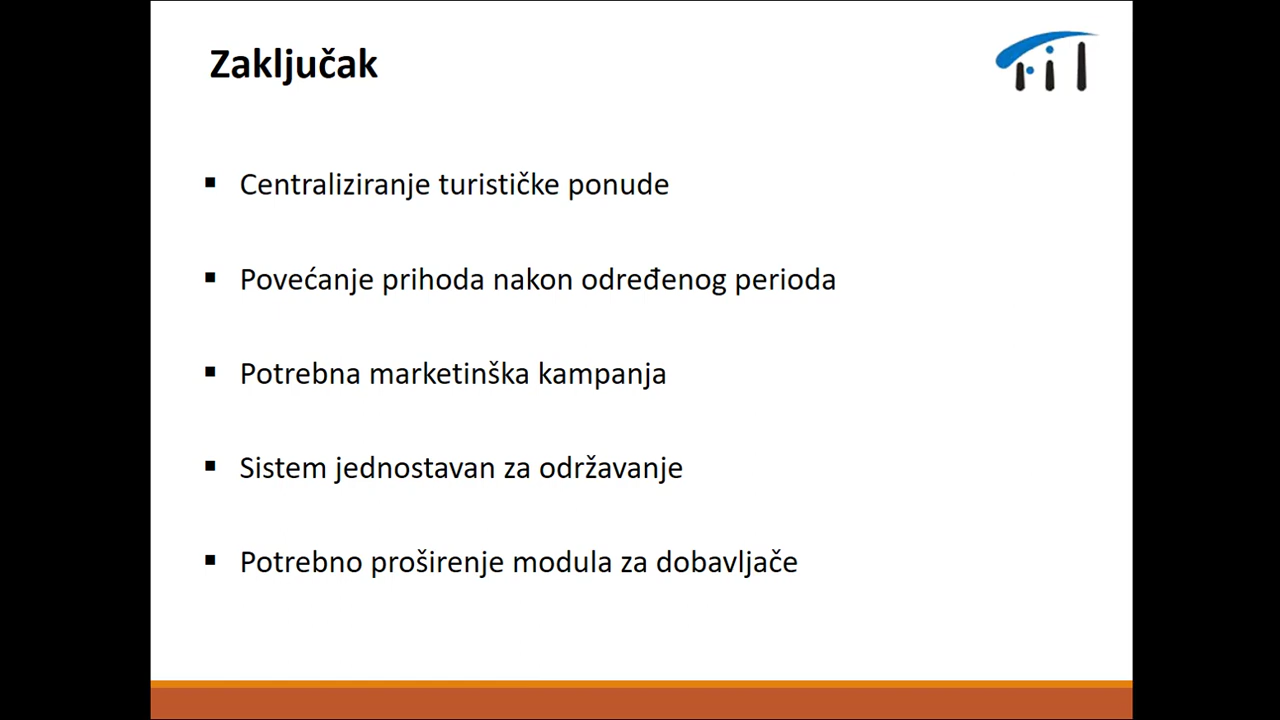 Zaključak
Centraliziranje turističke ponude
Povećanje prihoda nakon određenog perioda
Potrebna marketinška kampanja
Sistem jednostavan za održavanje
Potrebno proširenje modula za dobavljače